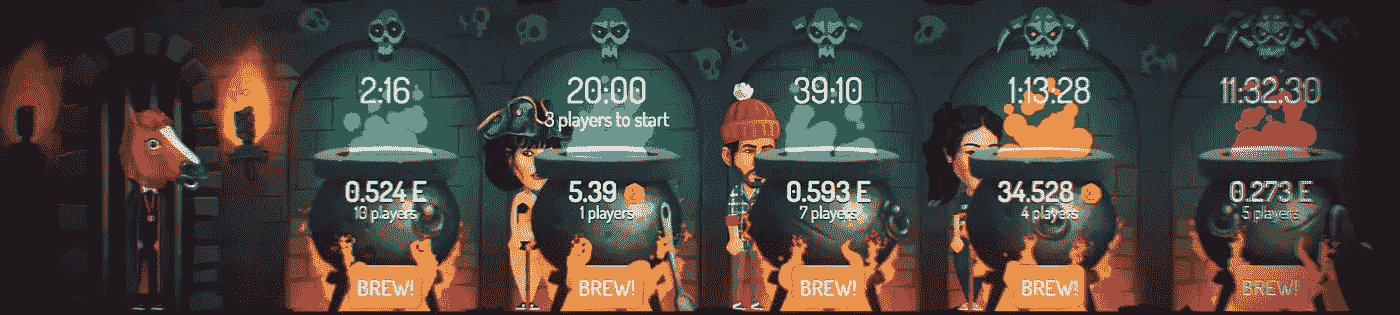 2:16
0.524 E
13 players
BREW!
20:00
3 players to start
5.39
1 players
BREW!
39:10
0.593 E
7 players
BREW!
1:13:28
34.528
4 players
BREW!
11:32:30
0.273 E
5 players
BREW!